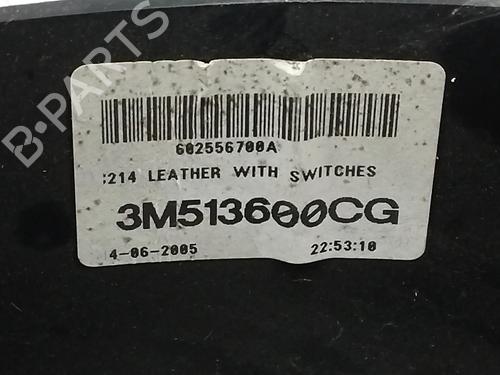 B-PARTS
602556700A
:214 LEATHER WITH SWITCHES
3M513600CG
4-06-2005 22:53:10